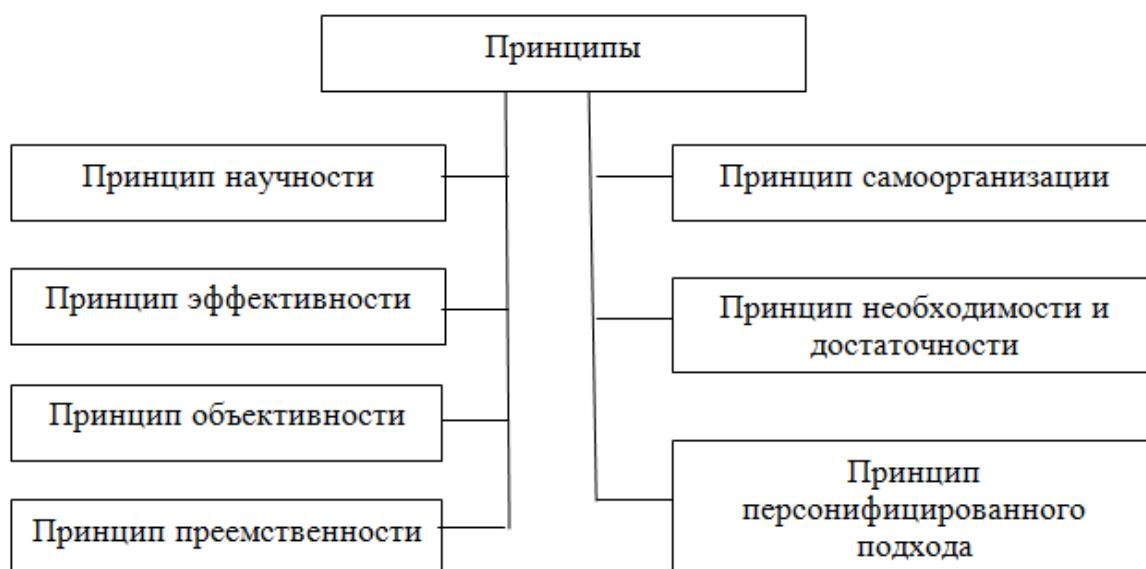 Принципы
Принцип научности
Принцип эффективности
Принцип объективности
Принцип преемственности
Принцип самоорганизации
Принцип необходимости и
достаточности
Принцип
персонифицированного
подхода